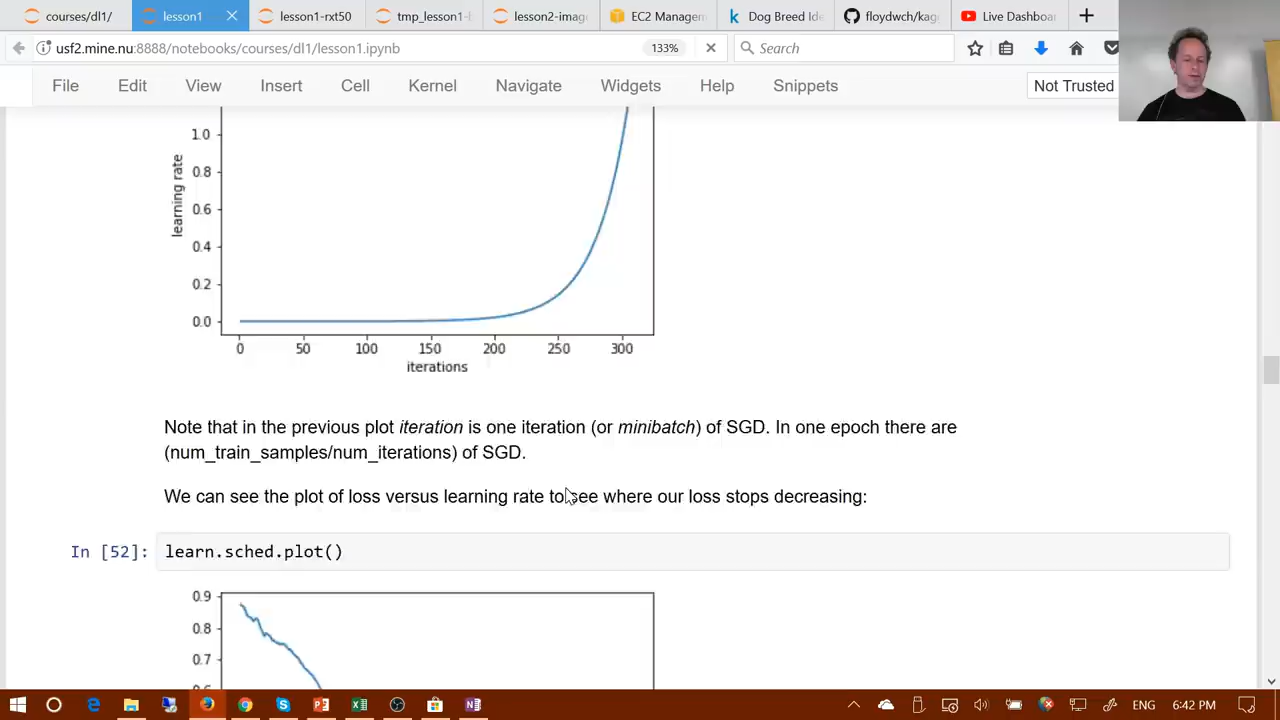 courses/dl1/
lesson1
lesson1-rxt50
tmp_lesson1-
lesson2-imag
EC2 Managem
Dog Breed Id
floydwch/kag
Live Dashboa
usf2.mine.nu:8888/notebooks/courses/dl1/lesson1.ipynb
133%
Search
File Edit View Insert Cell Kernel Navigate Widgets Help Snippets Not Trusted
1.0
0.8
0.6
0.4
0.2
0.0
learning rate
0 50 100 150 200 250 300
iterations
Note that in the previous plot iteration is one iteration (or minibatch) of SGD. In one epoch there are
(num_train_samples/num_iterations) of SGD.
We can see the plot of loss versus learning rate to see where our loss stops decreasing:
In [52]: learn.sched.plot()
0.9
0.8
0.7
ENG 6:42 PM